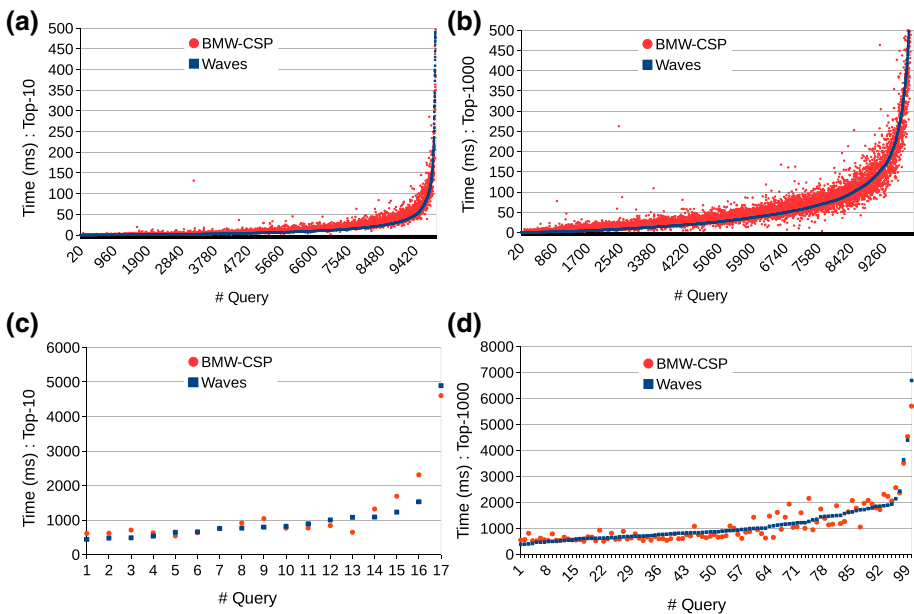 (a)
500
450
400
350
300
250
200
150
100
50
0
Time (ms) : Top-10
BMW-CSP
Waves
20 960 1900 2840 3780 4720 5660 6600 7540 8480 9420
# Query
(b)
500
450
400
350
300
250
200
150
100
50
0
Time (ms) : Top-1000
BMW-CSP
Waves
20 860 1700 2540 3380 4220 5060 5900 6740 7580 8420 9260
# Query
(c)
6000
5000
4000
3000
2000
1000
0
Time (ms) : Top-10
BMW-CSP
Waves
1 2 3 4 5 6 7 8 9 10 11 12 13 14 15 16 17
# Query
(d)
8000
7000
6000
5000
4000
3000
2000
1000
0
Time (ms) : Top-1000
BMW-CSP
Waves
1 8 15 22 29 36 43 50 57 64 71 78 85 92 99
# Query